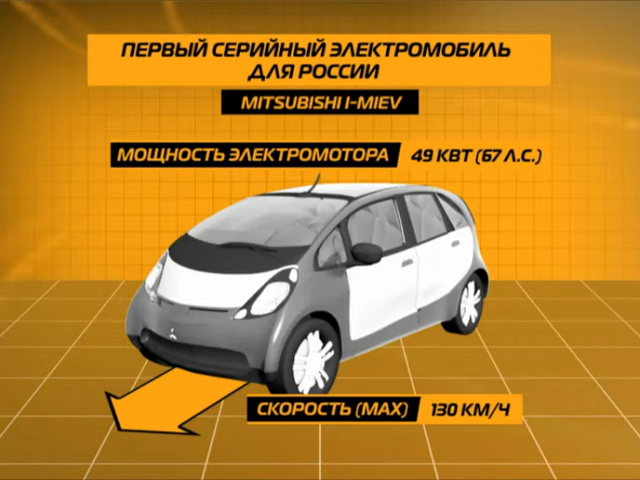 ПЕРВЫЙ СЕРИЙНЫЙ ЭЛЕКТРОМОБИЛЬ
ДЛЯ РОССИИ
MITSUBISHI I-MIEV
МОЩНОСТЬ ЭЛЕКТРОМОТОРА 49 КВТ (67 Л.С.)
СКОРОСТЬ (MAX) 130 КМ/Ч